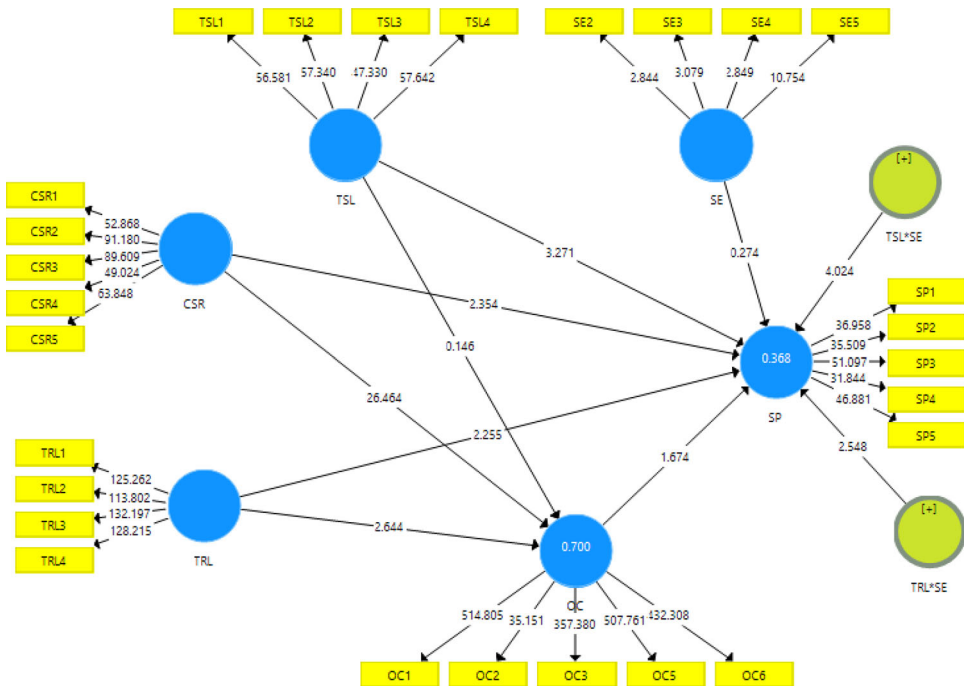 TSL1 TSL2 TSL3 TSL4 SE2 SE3 SE4 SE5
56.581 57.340 47.330 57.642 2.844 3.079 2.849 10.754
TSL
SE
[+]
TSL*SE
CSR1
CSR2
CSR3
CSR4
CSR5
52.868
91.180
89.609
49.024
63.848
CSR
3.271
0.274
4.024
2.354
0.146
26.464
2.255
1.674
2.548
2.644
0.368
SP
36.958
35.509
51.097
31.844
46.881
SP1
SP2
SP3
SP4
SP5
TRL1
TRL2
TRL3
TRL4
125.262
113.802
132.197
128.215
TRL
[+]
TRL*SE
0.700
OC
514.805 35.151 357.380 507.761 432.308
OC1 OC2 OC3 OC5 OC6